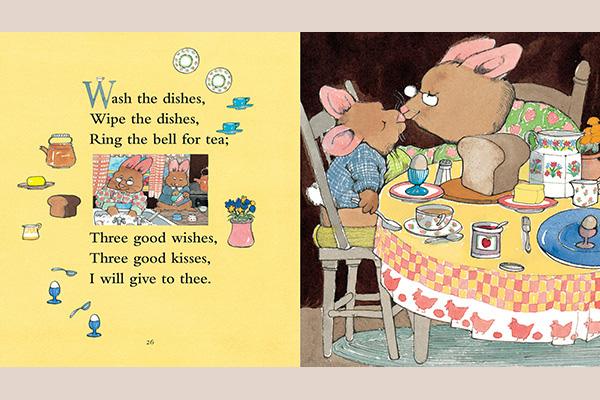 Wash the dishes,
Wipe the dishes,
Ring the bell for tea;
Three good wishes,
Three good kisses,
I will give to thee.
26